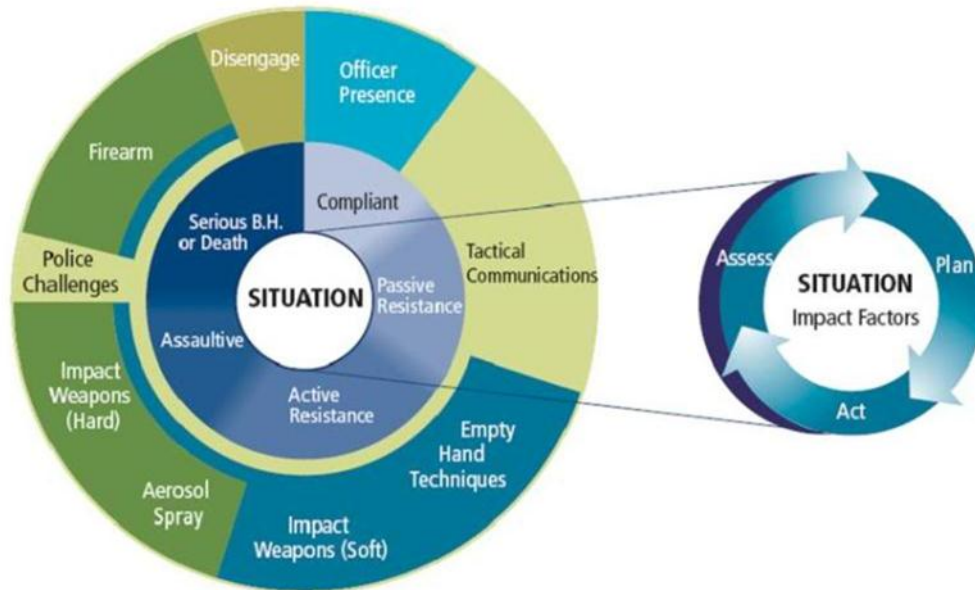 Disengage
Officer
Presence
Firearm
Compliant
Serious B.H.
or Death
Police
Challenges
SITUATION
Passive
Resistance
Tactical
Communications
Assaultive
Active
Resistance
Impact
Weapons
(Hard)
Empty
Hand
Techniques
Aerosol
Spray
Impact
Weapons (Soft)
Assess
Plan
SITUATION
Impact Factors
Act